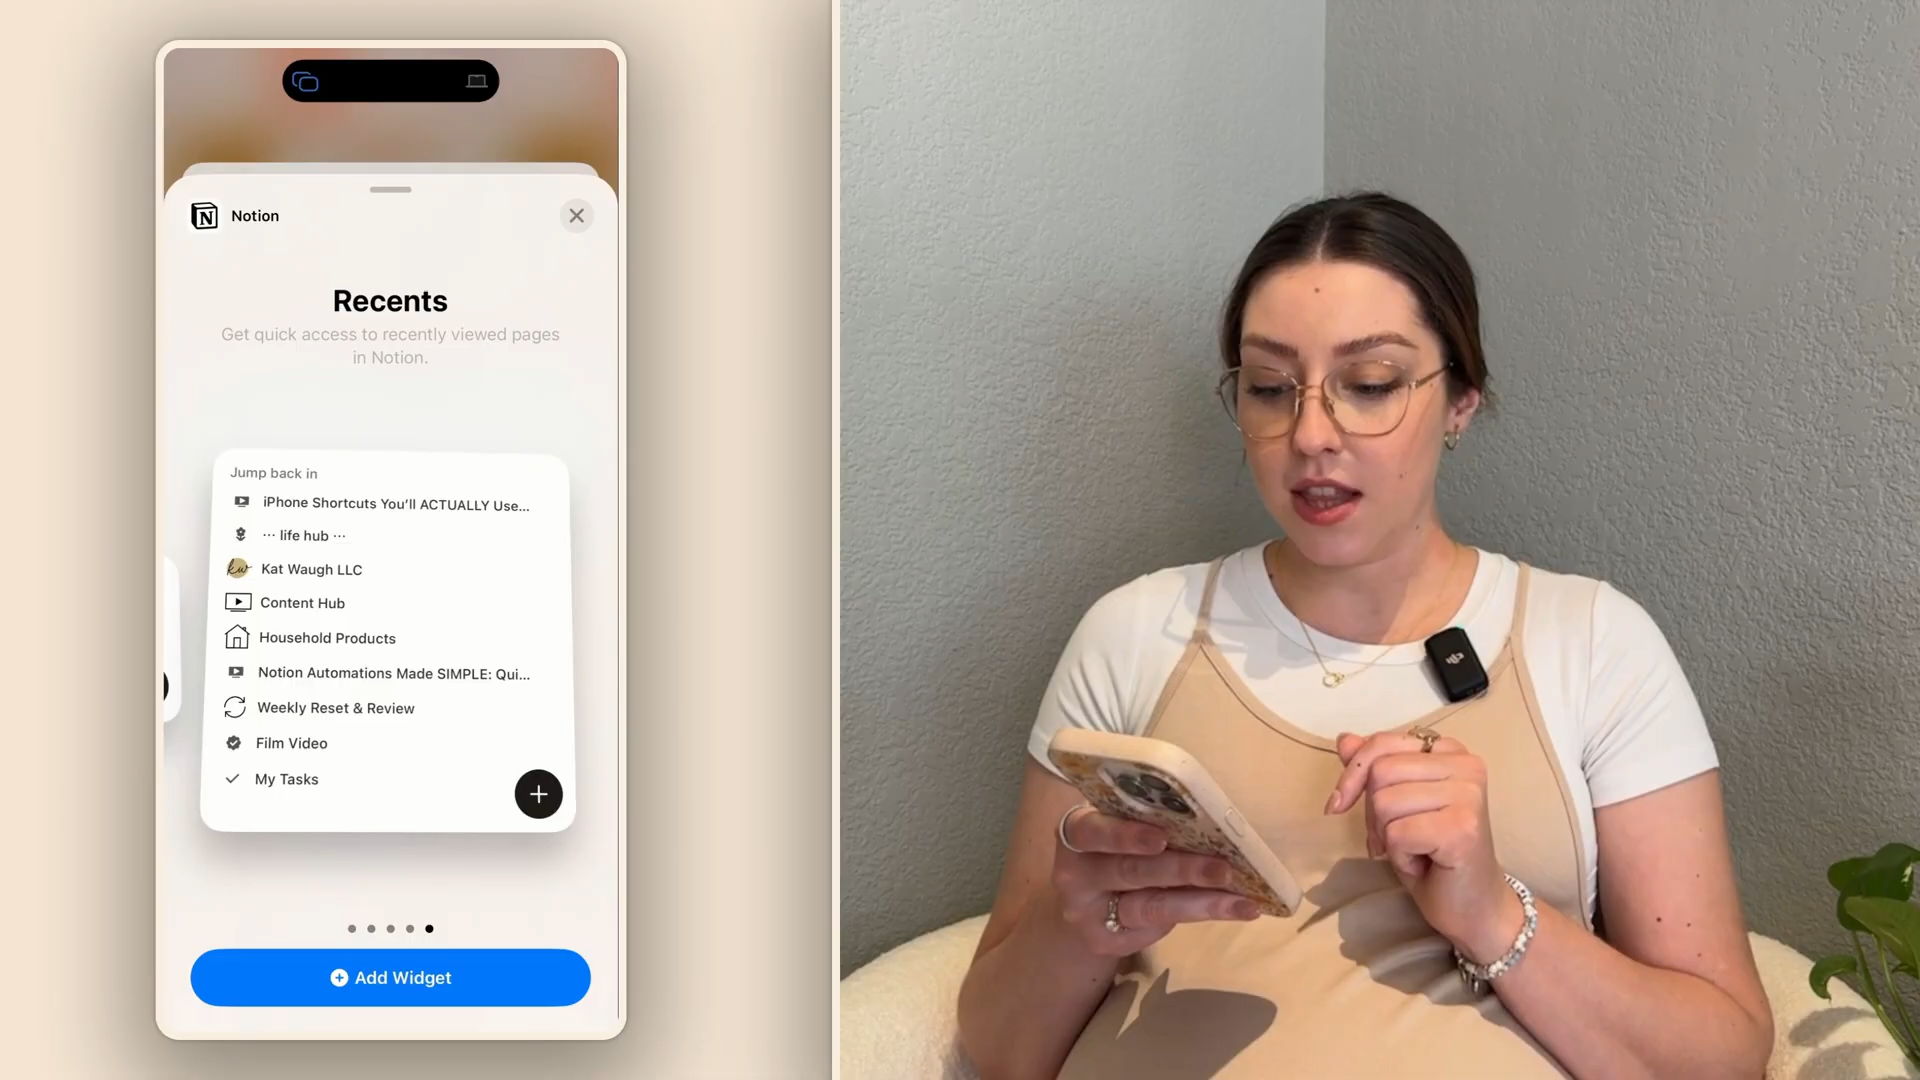 Notion
Recents
Get quick access to recently viewed pages
in Notion.
Jump back in
iPhone Shortcuts You’ll ACTUALLY Use...
··· life hub ···
kw Kat Waugh LLC
Content Hub
Household Products
Notion Automations Made SIMPLE: Qui...
Weekly Reset & Review
Film Video
My Tasks
Add Widget
dji